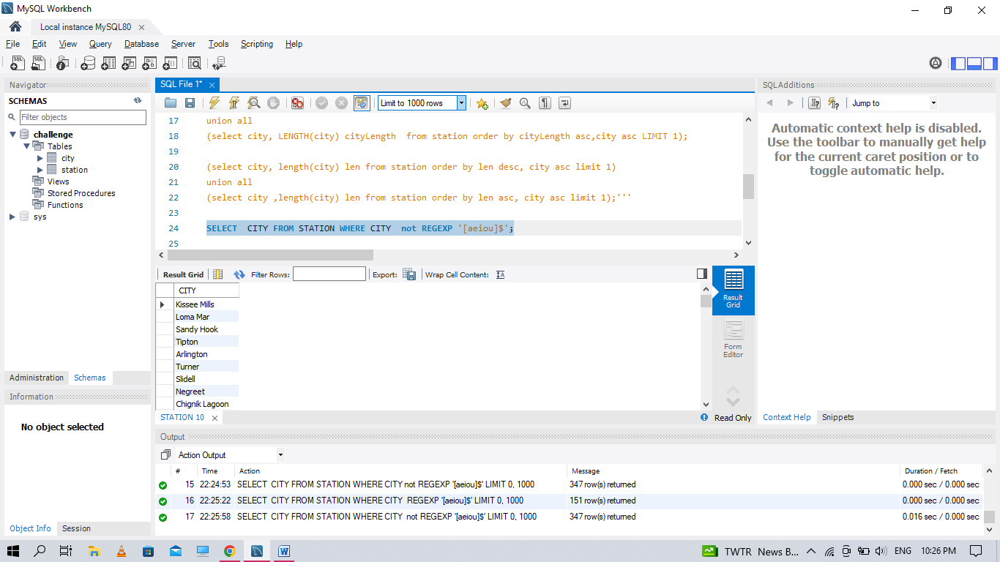 MySQL Workbench
Local instance MySQL80
File Edit View Query Database Server Tools Scripting Help
Navigator
SCHEMAS
Filter objects
challenge
Tables
city
station
Views
Stored Procedures
Functions
sys
Administration Schemas
Information
No object selected
Object Info Session
SQL File 1*
Limit to 1000 rows
17 union all
18 (select city, LENGTH(city) cityLength  from station order by cityLength asc,city asc LIMIT 1);
19
20 (select city, length(city) len from station order by len desc, city asc limit 1)
21 union all
22 (select city ,length(city) len from station order by len asc, city asc limit 1);'''
23
24 SELECT  CITY FROM STATION WHERE CITY  not REGEXP '[aeiou]$';
25
Result Grid Filter Rows: Export: Wrap Cell Content:
CITY
Kissee Mills
Loma Mar
Sandy Hook
Tipton
Arlington
Turner
Slidell
Negreet
Chignik Lagoon
Result
Grid
Form
Editor
STATION 10
Read Only
SQLAdditions
Jump to
Automatic context help is disabled.
Use the toolbar to manually get help
for the current caret position or to
toggle automatic help.
Context Help Snippets
Output
Action Output
# Time Action Message Duration / Fetch
15 22:24:53 SELECT  CITY FROM STATION WHERE CITY not REGEXP '[aeiou]$' LIMIT 0, 1000 347 row(s) returned 0.000 sec / 0.000 sec
16 22:25:22 SELECT  CITY FROM STATION WHERE CITY  REGEXP '[aeiou]$' LIMIT 0, 1000 151 row(s) returned 0.000 sec / 0.000 sec
17 22:25:58 SELECT  CITY FROM STATION WHERE CITY  not REGEXP '[aeiou]$' LIMIT 0, 1000 347 row(s) returned 0.016 sec / 0.000 sec
TWTR News B... ENG 10:26 PM